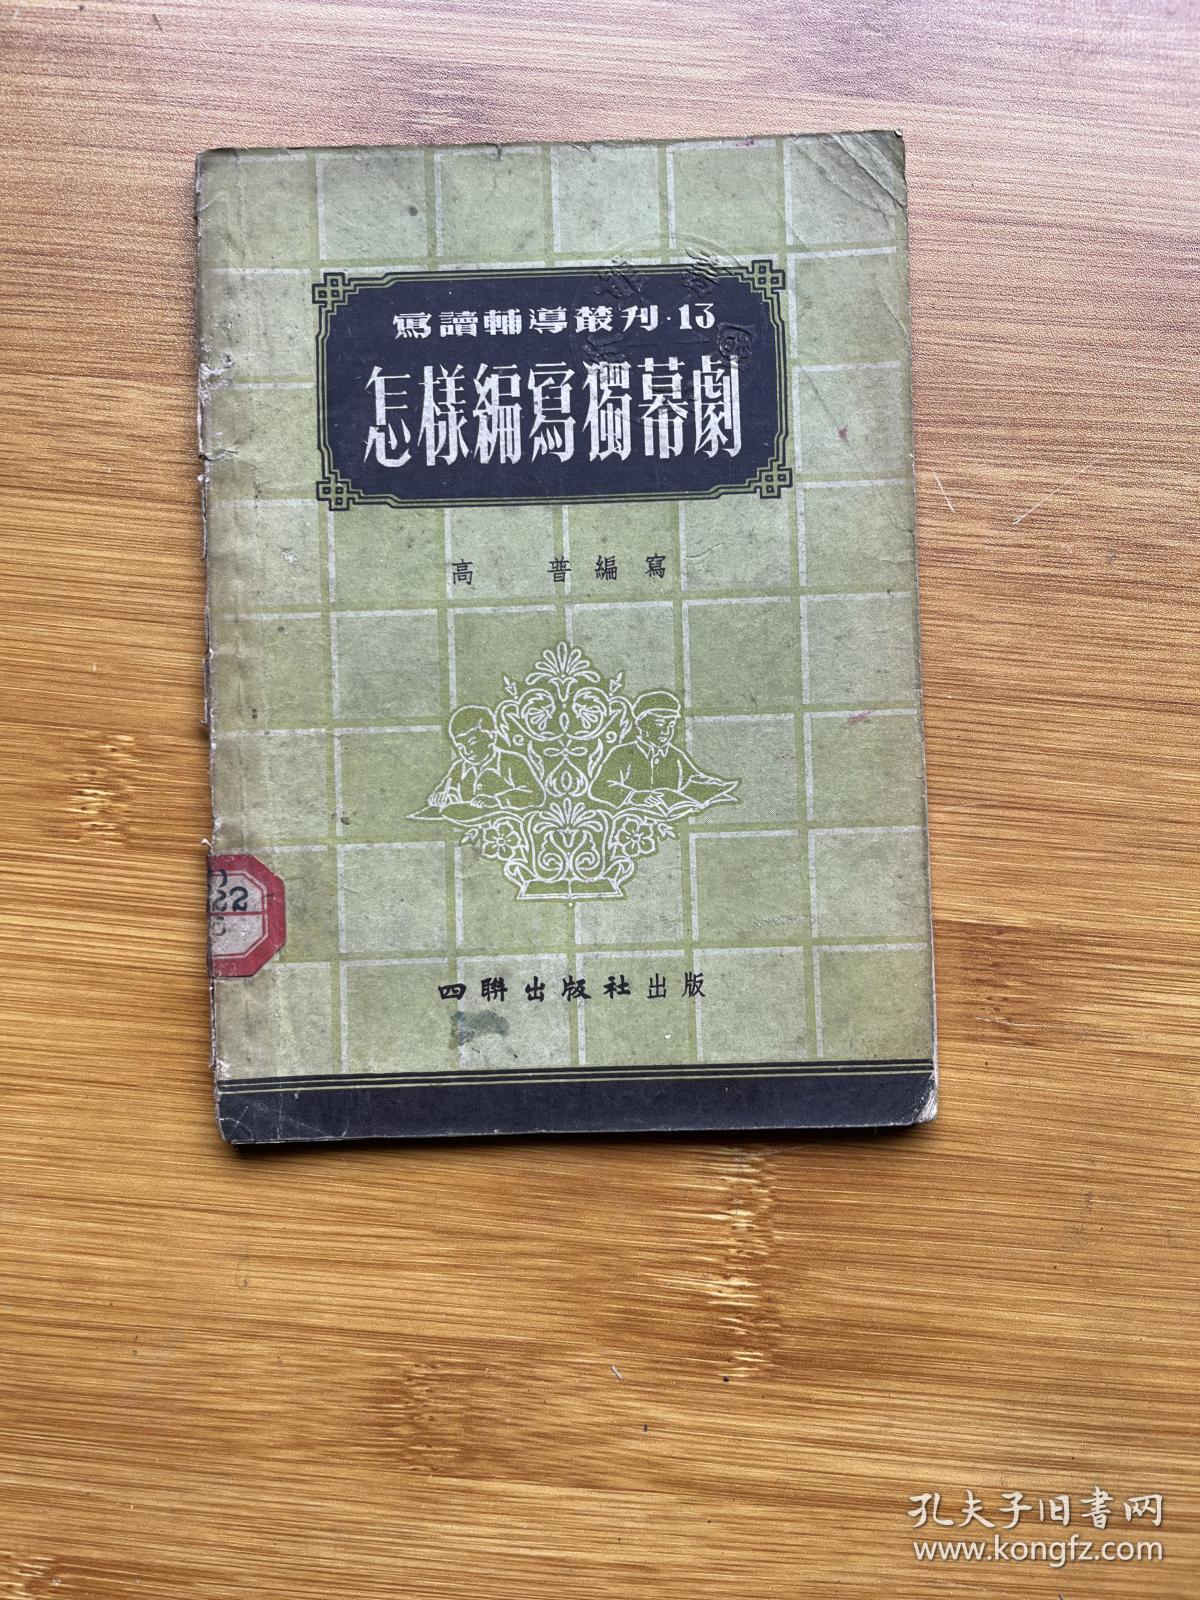 寫讀輔導叢刊·13
怎樣編寫獨幕劇
高 普編寫
22
四聯出版社出版
孔夫子旧书网
www.kongfz.com